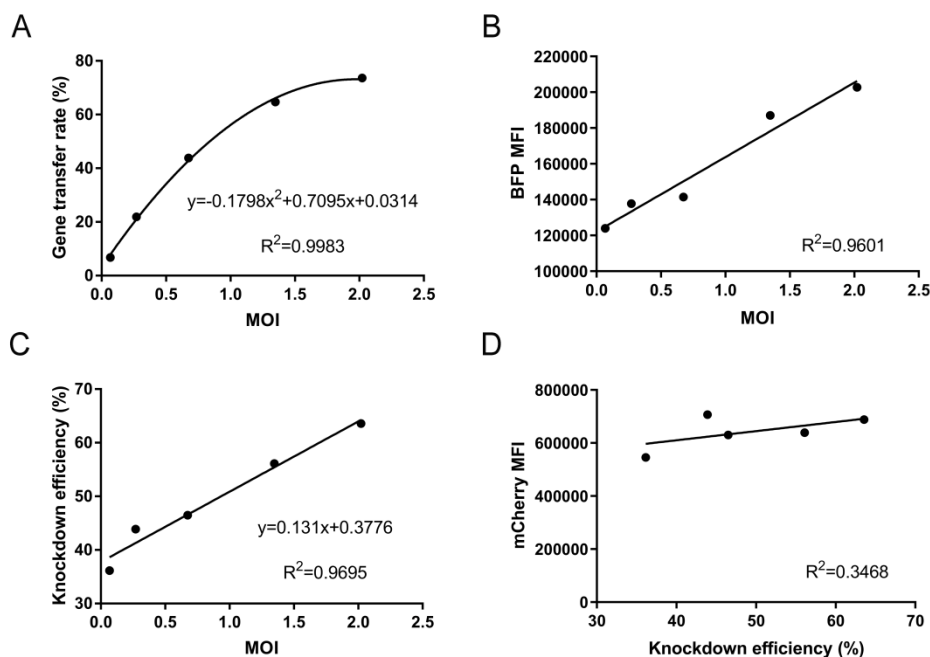 A
Gene transfer rate (%)
80
60
40
20
0
0.0 0.5 1.0 1.5 2.0 2.5
MOI
y=-0.1798x²+0.7095x+0.0314
R²=0.9983
B
BFP MFI
200000
180000
160000
140000
120000
100000
0.0 0.5 1.0 1.5 2.0 2.5
MOI
R²=0.9601
C
Knockdown efficiency (%)
70
60
50
40
30
0.0 0.5 1.0 1.5 2.0 2.5
MOI
y=0.131x+0.3776
R²=0.9695
D
mCherry MFI
800000
600000
400000
200000
0
30 40 50 60 70
Knockdown efficiency (%)
R²=0.3468